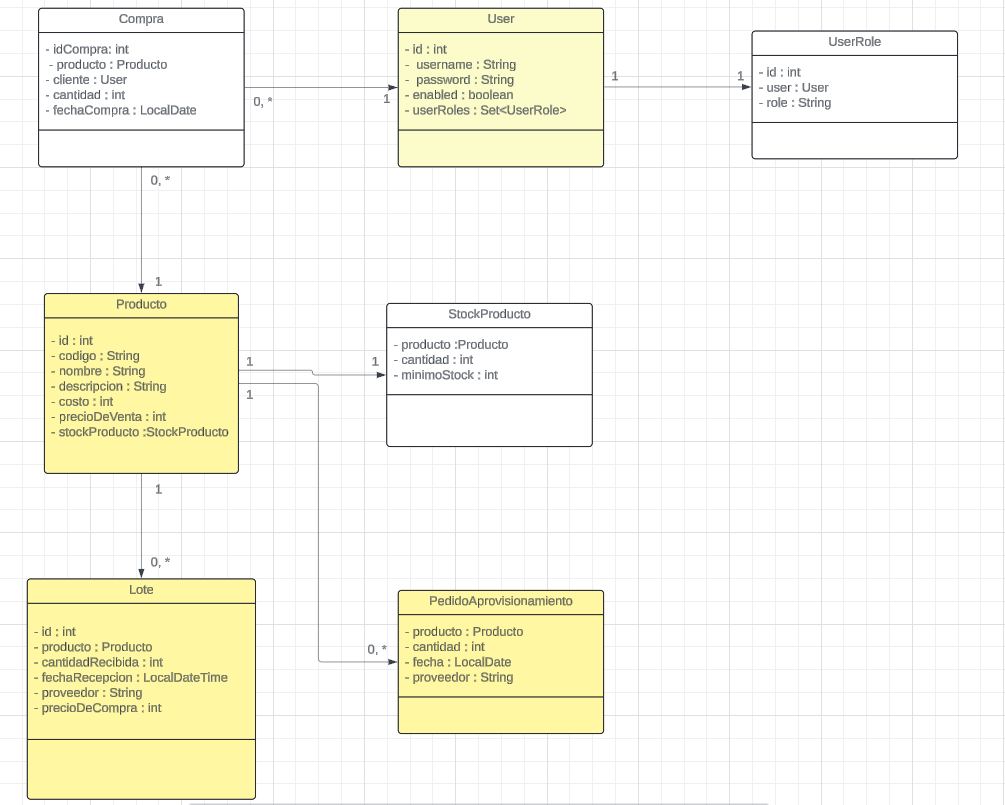 Compra
- idCompra: int
- producto : Producto
- cliente : User
- cantidad : int
- fechaCompra : LocalDate
0, *
1
User
- id : int
- username : String
- password : String
- enabled : boolean
- userRoles : Set<UserRole>
1
1
UserRole
- id : int
- user : User
- role : String
0, *
1
Producto
- id : int
- codigo : String
- nombre : String
- descripcion : String
- costo : int
- precioDeVenta : int
- stockProducto :StockProducto
1
1
1
StockProducto
- producto :Producto
- cantidad : int
- minimoStock : int
1
0, *
Lote
- id : int
- producto : Producto
- cantidadRecibida : int
- fechaRecepcion : LocalDateTime
- proveedor : String
- precioDeCompra : int
0, *
PedidoAprovisionamiento
- producto : Producto
- cantidad : int
- fecha : LocalDate
- proveedor : String